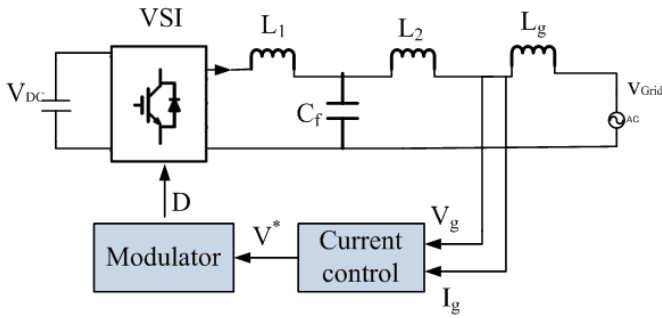 VSI
L1
L2
Lg
VDC
Cf
VGrid
AC
D
Vg
V*
Modulator
Current
control
Ig